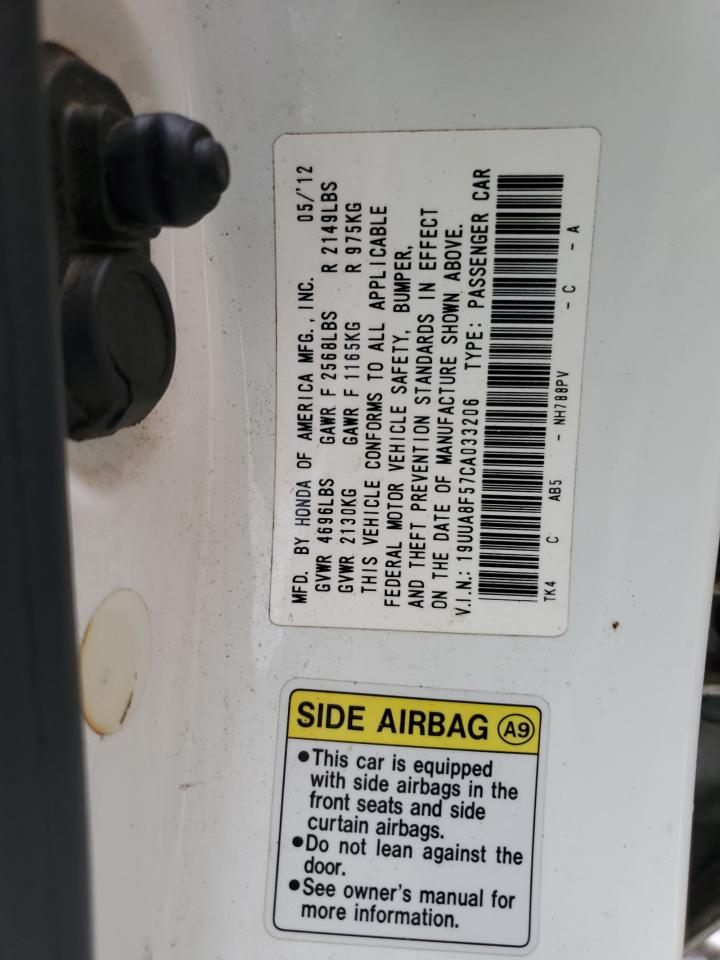 MFD. BY HONDA OF AMERICA MFG., INC. 05/'12
GVWR 4696LBS GAWR F 2568LBS R 2149LBS
GVWR 2130KG GAWR F 1165KG R 975KG
THIS VEHICLE CONFORMS TO ALL APPLICABLE
FEDERAL MOTOR VEHICLE SAFETY, BUMPER,
AND THEFT PREVENTION STANDARDS IN EFFECT
ON THE DATE OF MANUFACTURE SHOWN ABOVE.
V.I.N.: 19UUA8F57CA033206 TYPE: PASSENGER CAR
TK4 C AB5 - NH788PV - C - A
SIDE AIRBAG A9
●This car is equipped
with side airbags in the
front seats and side
curtain airbags.
●Do not lean against the
door.
●See owner's manual for
more information.